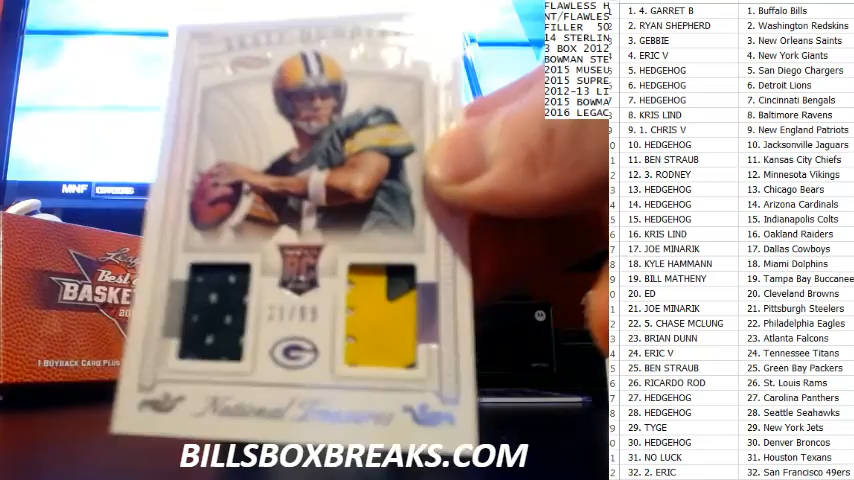 FLAWLESS H
NT/FLAWLES
FILLER 50
14 STERLIN
3 BOX 2012
BOWMAN STE
2015 MUSEU
2015 SUPRE
2012-13 LI
2015 BOWMA
2016 LEGAC
1. 4. GARRET B 1. Buffalo Bills
2. RYAN SHEPHERD 2. Washington Redskins
3. GEBBIE 3. New Orleans Saints
4. ERIC V 4. New York Giants
5. HEDGEHOG 5. San Diego Chargers
6. HEDGEHOG 6. Detroit Lions
7. HEDGEHOG 7. Cincinnati Bengals
8. KRIS LIND 8. Baltimore Ravens
9. 1. CHRIS V 9. New England Patriots
10. HEDGEHOG 10. Jacksonville Jaguars
11. BEN STRAUB 11. Kansas City Chiefs
12. 3. RODNEY 12. Minnesota Vikings
13. HEDGEHOG 13. Chicago Bears
14. HEDGEHOG 14. Arizona Cardinals
15. HEDGEHOG 15. Indianapolis Colts
16. KRIS LIND 16. Oakland Raiders
17. JOE MINARIK 17. Dallas Cowboys
18. KYLE HAMMANN 18. Miami Dolphins
19. BILL MATHENY 19. Tampa Bay Buccanee
20. ED 20. Cleveland Browns
21. JOE MINARIK 21. Pittsburgh Steelers
22. 5. CHASE MCLUNG 22. Philadelphia Eagles
23. BRIAN DUNN 23. Atlanta Falcons
24. ERIC V 24. Tennessee Titans
25. BEN STRAUB 25. Green Bay Packers
26. RICARDO ROD 26. St. Louis Rams
27. HEDGEHOG 27. Carolina Panthers
28. HEDGEHOG 28. Seattle Seahawks
29. TYGE 29. New York Jets
30. HEDGEHOG 30. Denver Broncos
31. NO LUCK 31. Houston Texans
32. 2. ERIC 32. San Francisco 49ers
MNF
Leaf
Best
BASKE
1 BUYBACK CARD PLUS
RC
G
National Treasures
BILLSBOXBREAKS.COM